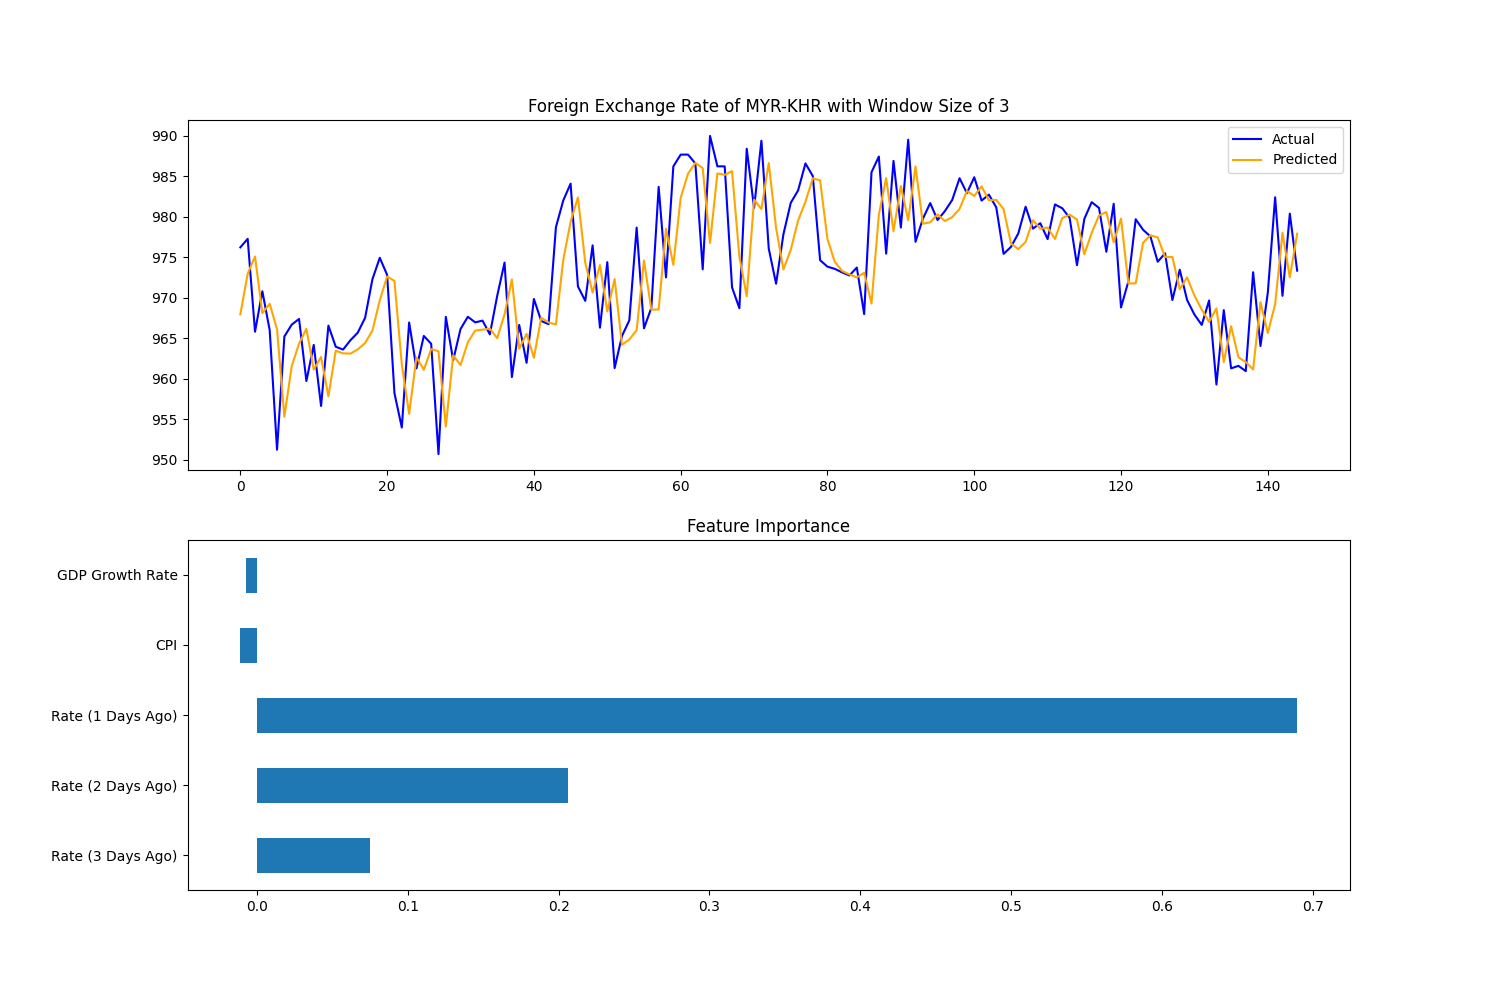 Foreign Exchange Rate of MYR-KHR with Window Size of 3
990
985
980
975
970
965
960
955
950
Actual
Predicted
0 20 40 60 80 100 120 140
Feature Importance
GDP Growth Rate
CPI
Rate (1 Days Ago)
Rate (2 Days Ago)
Rate (3 Days Ago)
0.0 0.1 0.2 0.3 0.4 0.5 0.6 0.7